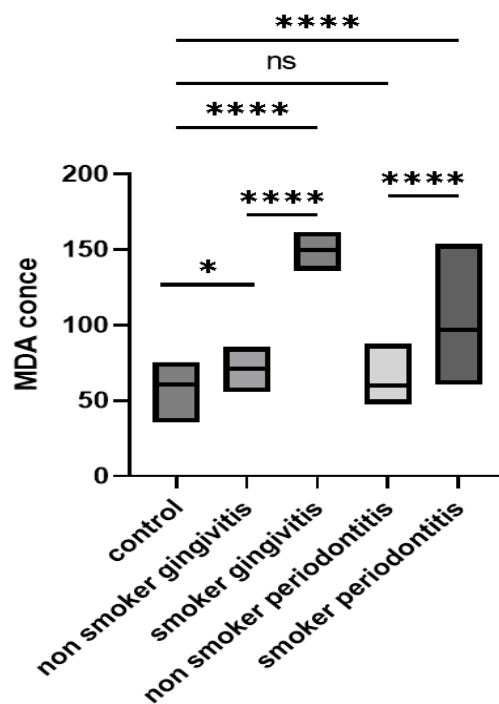 ****
ns
****
****
****
*
200
150
100
50
0
MDA conce
control
non smoker gingivitis
smoker gingivitis
non smoker periodontitis
smoker periodontitis